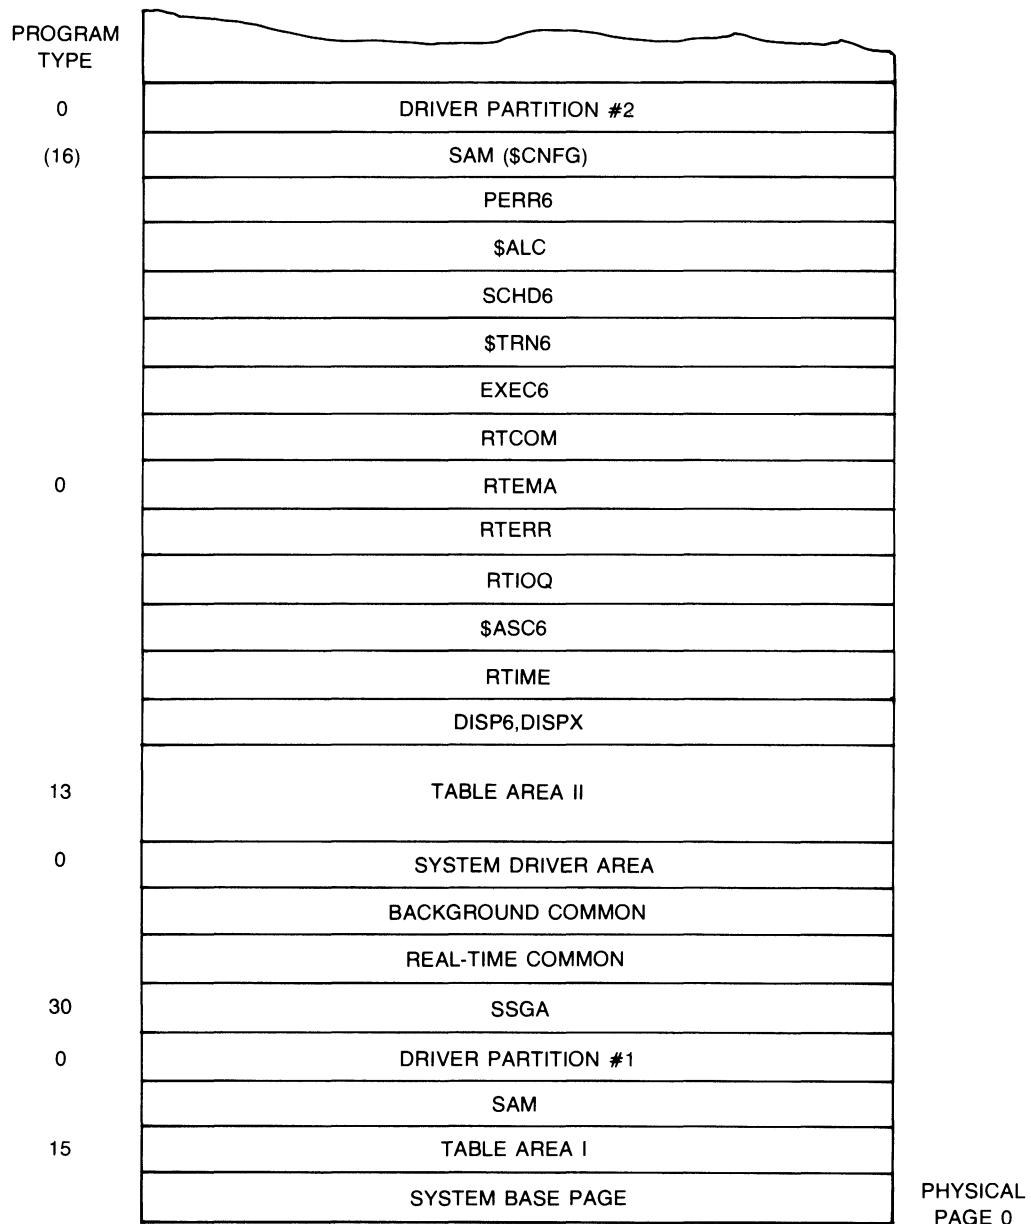 PROGRAM
TYPE
0 DRIVER PARTITION #2
(16) SAM ($CNFG)
PERR6
$ALC
SCHD6
$TRN6
EXEC6
RTCOM
0 RTEMA
RTERR
RTIOQ
$ASC6
RTIME
DISP6,DISPX
13 TABLE AREA II
0 SYSTEM DRIVER AREA
BACKGROUND COMMON
REAL-TIME COMMON
30 SSGA
0 DRIVER PARTITION #1
SAM
15 TABLE AREA I
SYSTEM BASE PAGE
PHYSICAL
PAGE 0